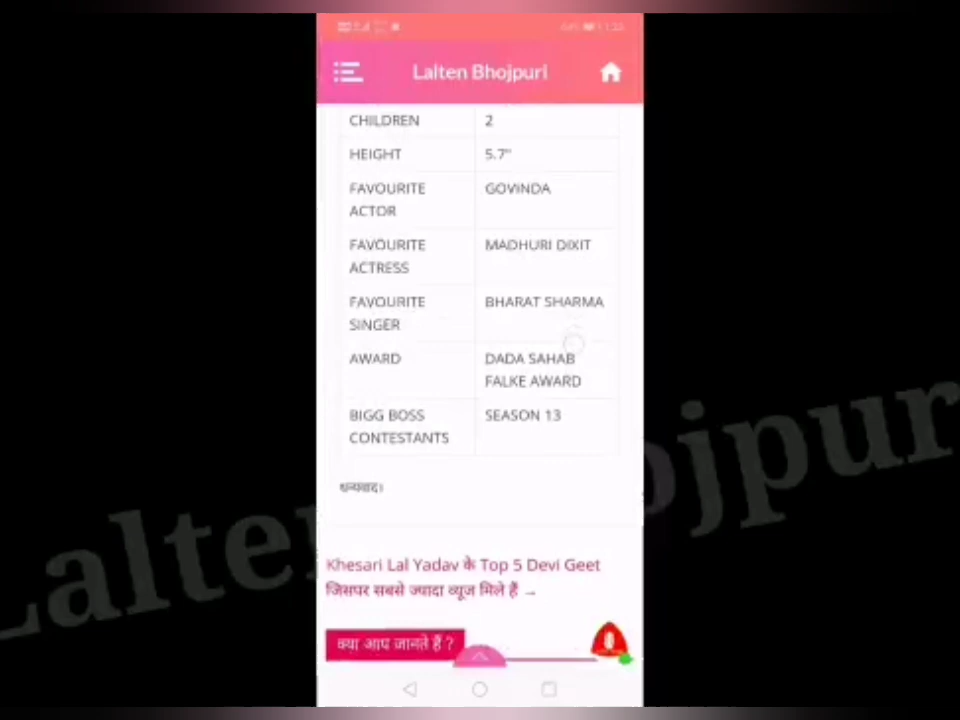 Lalten Bhojpuri
CHILDREN 2
HEIGHT 5.7"
FAVOURITE GOVINDA
ACTOR
FAVOURITE MADHURI DIXIT
ACTRESS
FAVOURITE BHARAT SHARMA
SINGER
AWARD DADA SAHAB
FALKE AWARD
BIGG BOSS SEASON 13
CONTESTANTS
धन्यवाद।
Khesari Lal Yadav के Top 5 Devi Geet
जिसपर सबसे ज्यादा व्यूज मिले हैं →
क्या आप जानते हैं ?
Lalten Bhojpuri